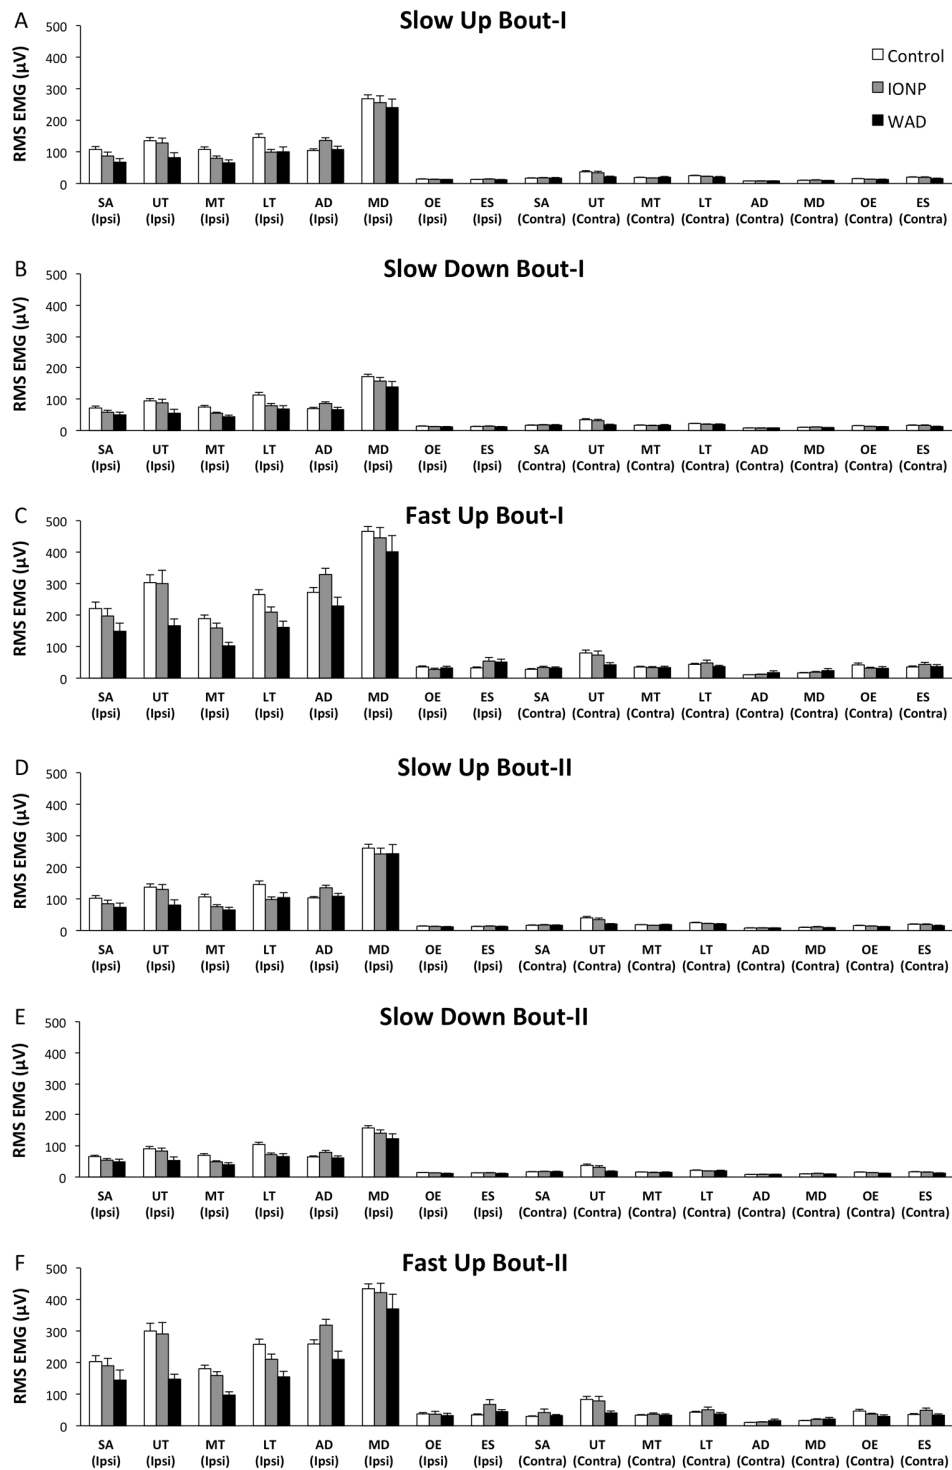 A
Slow Up Bout-I
RMS EMG (µV)
500
400
300
200
100
0
Control
IONP
WAD
SA UT MT LT AD MD OE ES SA UT MT LT AD MD OE ES
(Ipsi) (Ipsi) (Ipsi) (Ipsi) (Ipsi) (Ipsi) (Ipsi) (Ipsi) (Contra) (Contra) (Contra) (Contra) (Contra) (Contra) (Contra) (Contra)
B
Slow Down Bout-I
RMS EMG (µV)
500
400
300
200
100
0
SA UT MT LT AD MD OE ES SA UT MT LT AD MD OE ES
(Ipsi) (Ipsi) (Ipsi) (Ipsi) (Ipsi) (Ipsi) (Ipsi) (Ipsi) (Contra) (Contra) (Contra) (Contra) (Contra) (Contra) (Contra) (Contra)
C
Fast Up Bout-I
RMS EMG (µV)
500
400
300
200
100
0
SA UT MT LT AD MD OE ES SA UT MT LT AD MD OE ES
(Ipsi) (Ipsi) (Ipsi) (Ipsi) (Ipsi) (Ipsi) (Ipsi) (Ipsi) (Contra) (Contra) (Contra) (Contra) (Contra) (Contra) (Contra) (Contra)
D
Slow Up Bout-II
RMS EMG (µV)
500
400
300
200
100
0
SA UT MT LT AD MD OE ES SA UT MT LT AD MD OE ES
(Ipsi) (Ipsi) (Ipsi) (Ipsi) (Ipsi) (Ipsi) (Ipsi) (Ipsi) (Contra) (Contra) (Contra) (Contra) (Contra) (Contra) (Contra) (Contra)
E
Slow Down Bout-II
RMS EMG (µV)
500
400
300
200
100
0
SA UT MT LT AD MD OE ES SA UT MT LT AD MD OE ES
(Ipsi) (Ipsi) (Ipsi) (Ipsi) (Ipsi) (Ipsi) (Ipsi) (Ipsi) (Contra) (Contra) (Contra) (Contra) (Contra) (Contra) (Contra) (Contra)
F
Fast Up Bout-II
RMS EMG (µV)
500
400
300
200
100
0
SA UT MT LT AD MD OE ES SA UT MT LT AD MD OE ES
(Ipsi) (Ipsi) (Ipsi) (Ipsi) (Ipsi) (Ipsi) (Ipsi) (Ipsi) (Contra) (Contra) (Contra) (Contra) (Contra) (Contra) (Contra) (Contra)